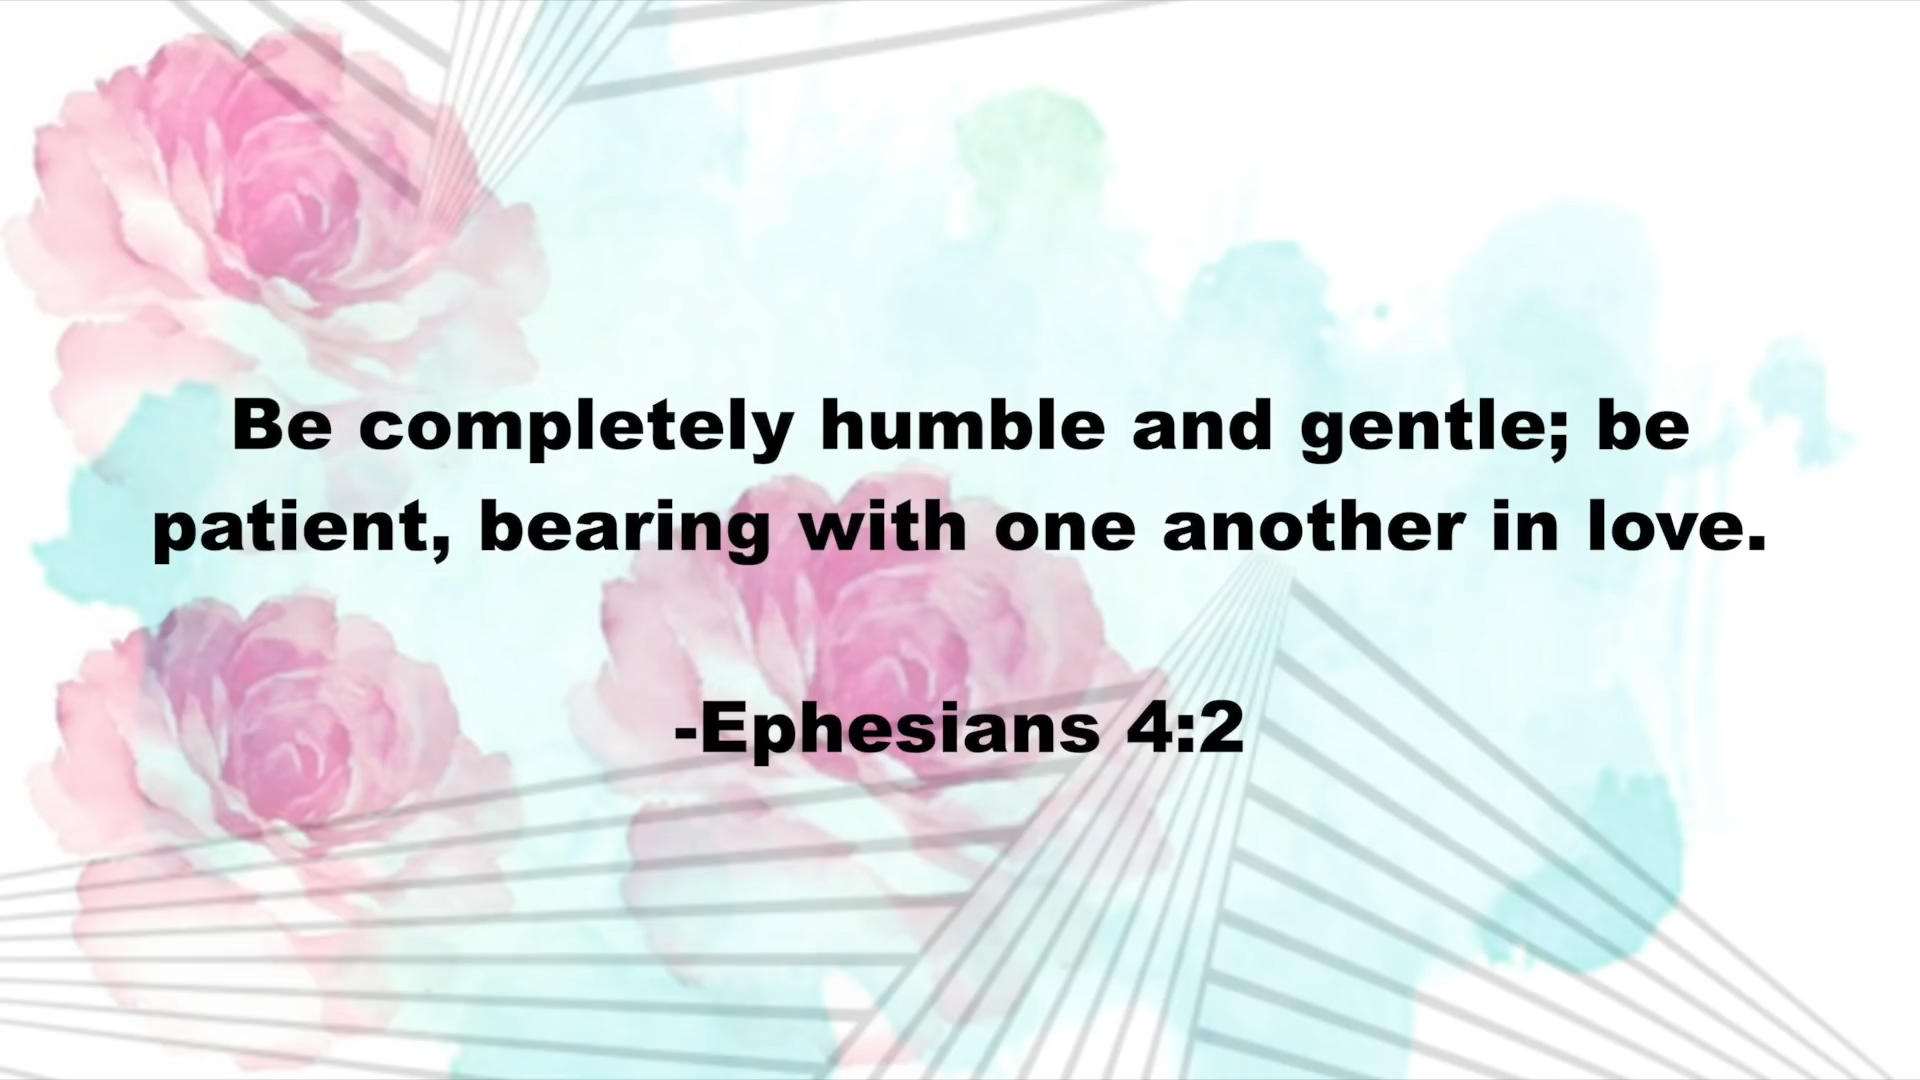 Be completely humble and gentle; be
patient, bearing with one another in love.
-Ephesians 4:2